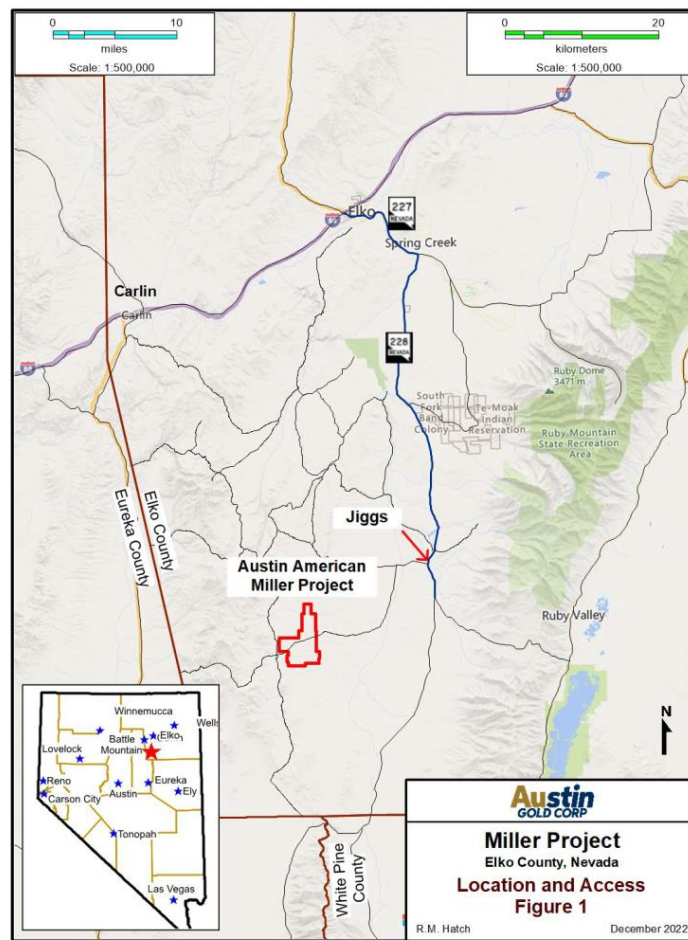 0 10
miles
Scale: 1:500,000
0 20
kilometers
Scale: 1:500,000
80
Elko
80
227
NEVADA
Spring Creek
Carlin
Carlin
228
NEVADA
80
Ruby Dome
3471 m
South
Fork
Band
Colony
Te-Moak
Indian
Reservation
Ruby Mountain
State Recreation
Area
Elko County
Eureka County
Jiggs
Austin American
Miller Project
Ruby Valley
N
White Pine
County
Winnemucca
Wells
Battle
Mountain
Elko
Lovelock
Reno
Carson City
Austin
Eureka
Ely
Tonopah
Las Vegas
Austin
GOLD CORP
Miller Project
Elko County, Nevada
Location and Access
Figure 1
R.M. Hatch December 2022